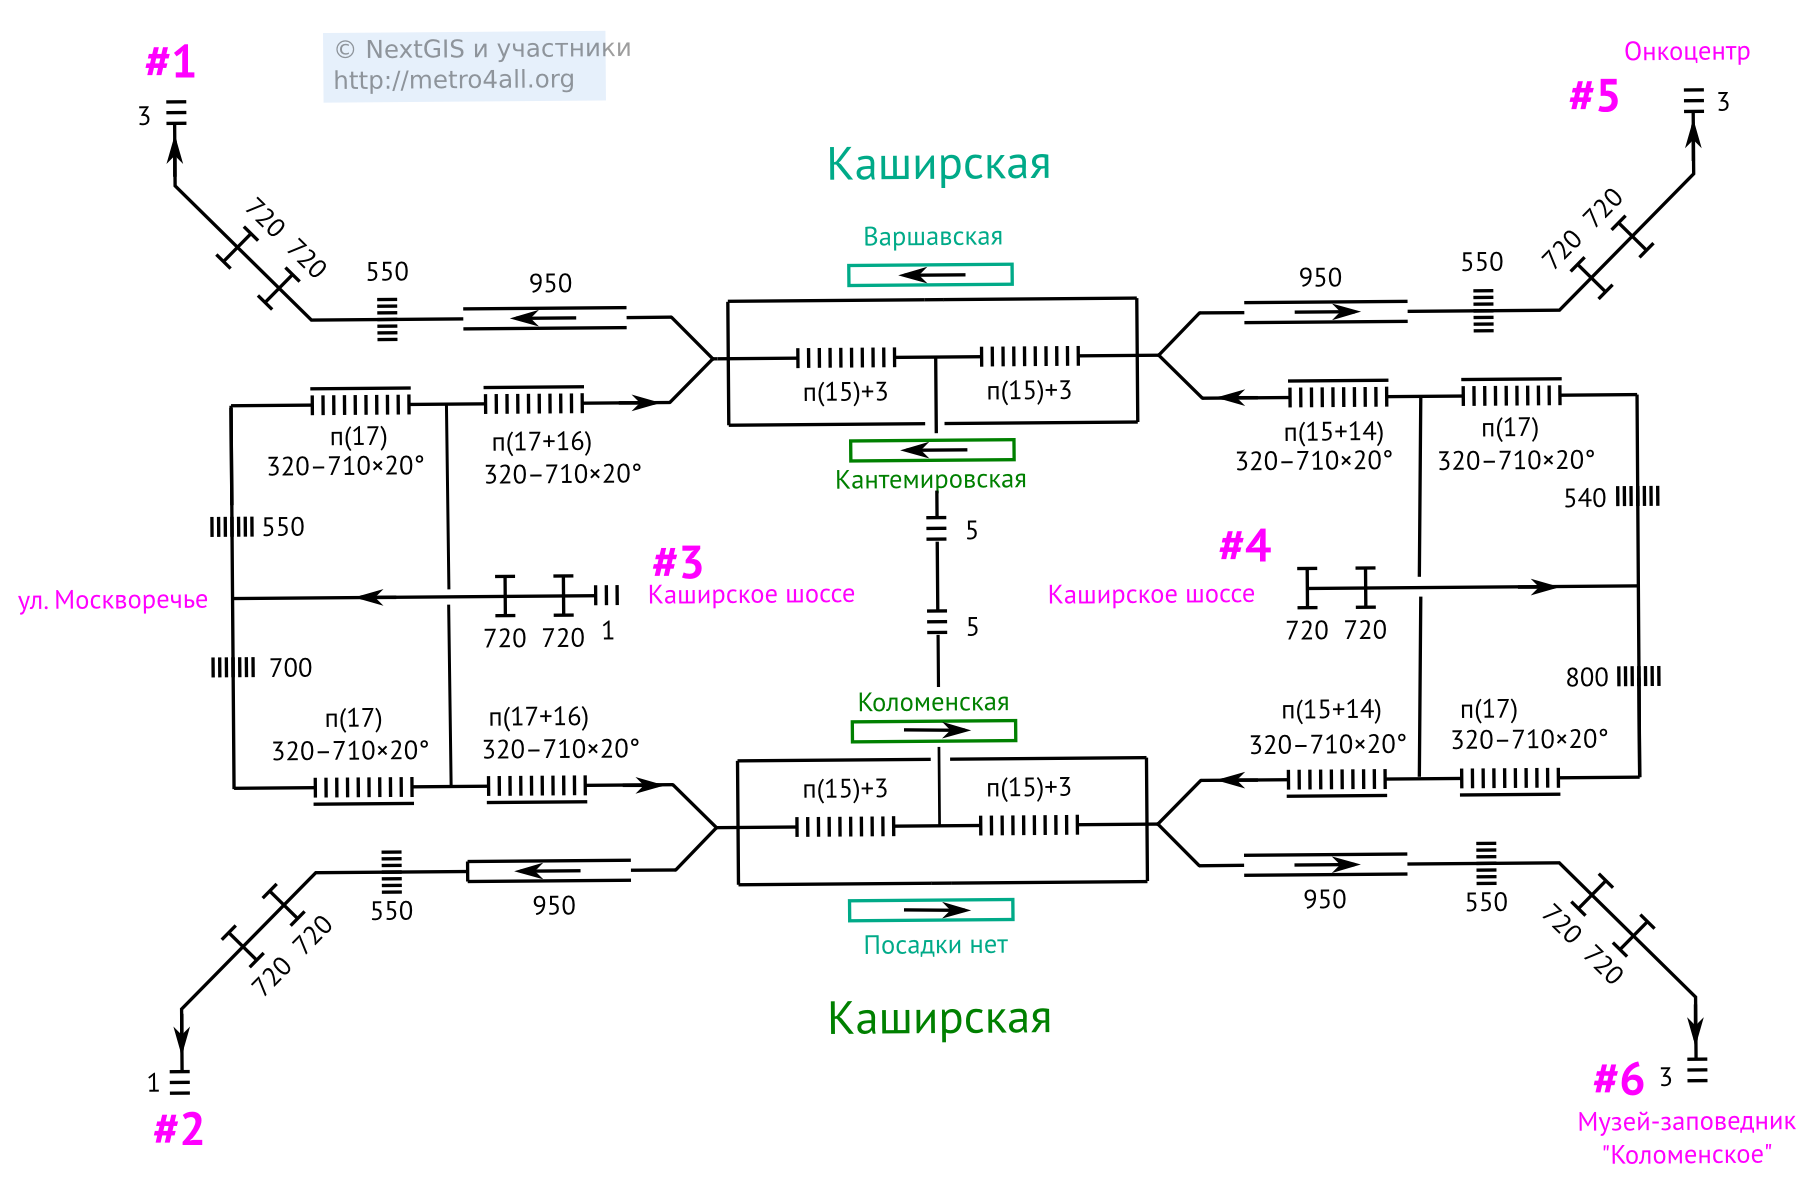 #1
© NextGIS и участники
http://metro4all.org
Онкоцентр
#5
3
3
Каширская
720
720
720
720
Варшавская
550
950
950
550
п(15)+3
п(15)+3
п(17)
320–710×20°
п(17+16)
320–710×20°
п(15+14)
320–710×20°
п(17)
320–710×20°
Кантемировская
550
540
5
#3
#4
ул. Москворечье
Каширское шоссе
Каширское шоссе
720
720
1
5
720
720
700
800
Коломенская
п(17)
320–710×20°
п(17+16)
320–710×20°
п(15+14)
320–710×20°
п(17)
320–710×20°
п(15)+3
п(15)+3
550
950
950
550
720
720
720
720
Посадки нет
Каширская
1
#2
#6
3
Музей-заповедник
"Коломенское"